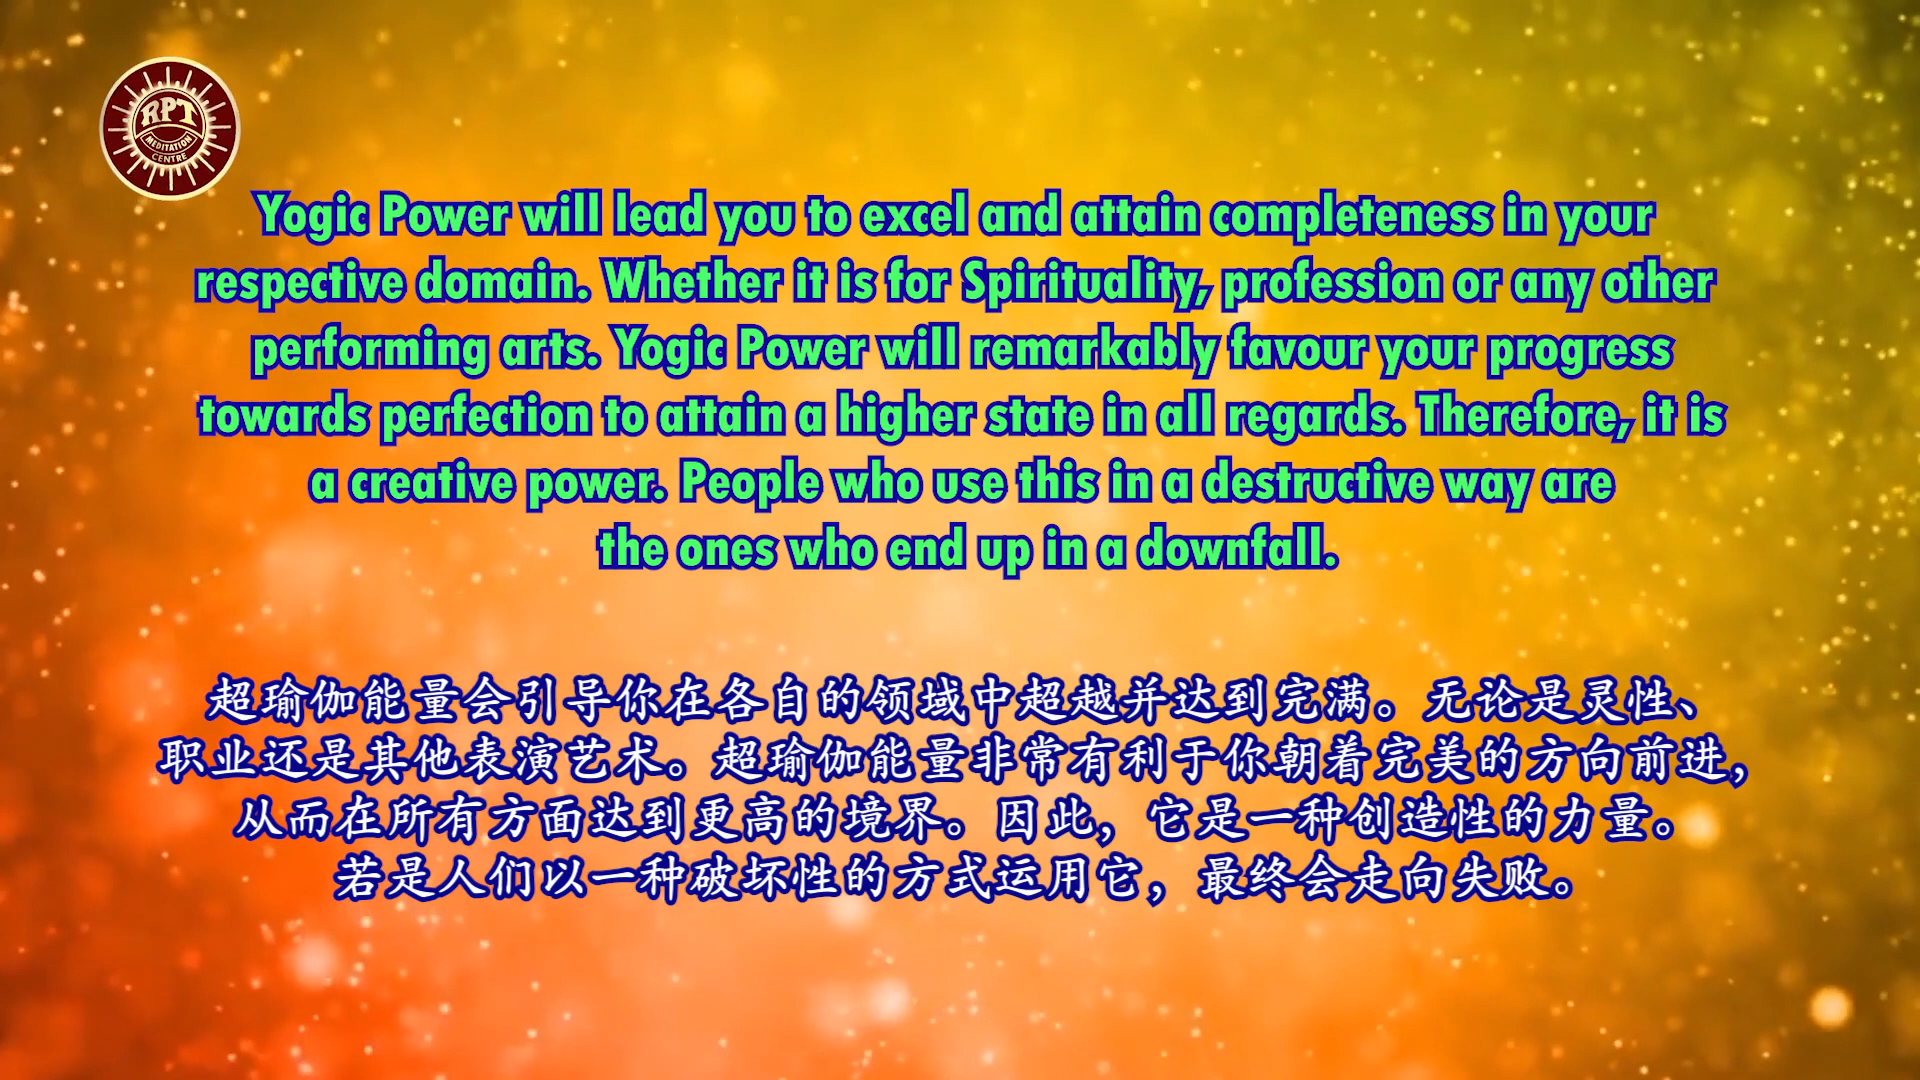 RPT
MEDITATION
CENTRE
Yogic Power will lead you to excel and attain completeness in your
respective domain. Whether it is for Spirituality, profession or any other
performing arts. Yogic Power will remarkably favour your progress
towards perfection to attain a higher state in all regards. Therefore, it is
a creative power. People who use this in a destructive way are
the ones who end up in a downfall.
超瑜伽能量会引导你在各自的领域中超越并达到完满。无论是灵性、
职业还是其他表演艺术。超瑜伽能量非常有利于你朝着完美的方向前进，
从而在所有方面达到更高的境界。因此，它是一种创造性的力量。
若是人们以一种破坏性的方式运用它，最终会走向失败。